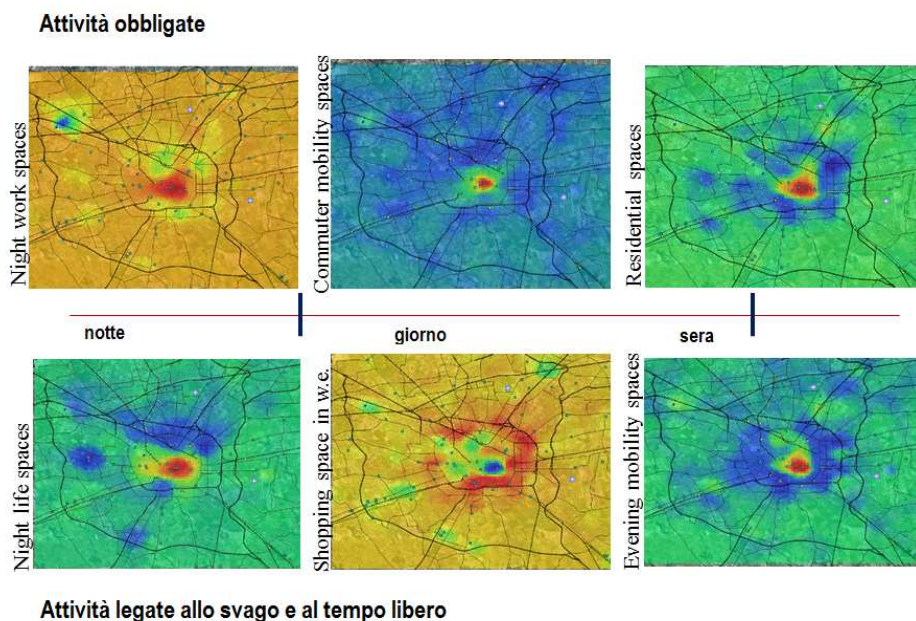 Attività obbligate
Night work spaces
Commuter mobility spaces
Residential spaces
notte
giorno
sera
Night life spaces
Shopping space in w.e.
Evening mobility spaces
Attività legate allo svago e al tempo libero